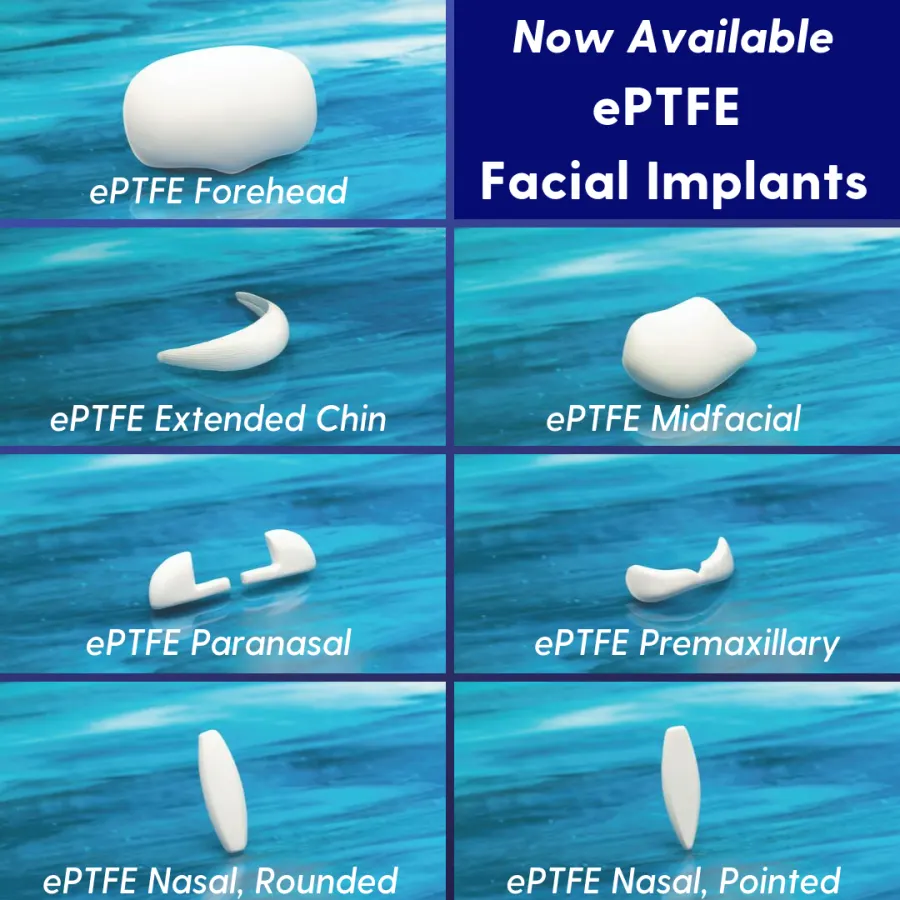 Now Available
ePTFE
Facial Implants
ePTFE Forehead
ePTFE Extended Chin
ePTFE Midfacial
ePTFE Paranasal
ePTFE Premaxillary
ePTFE Nasal, Rounded
ePTFE Nasal, Pointed